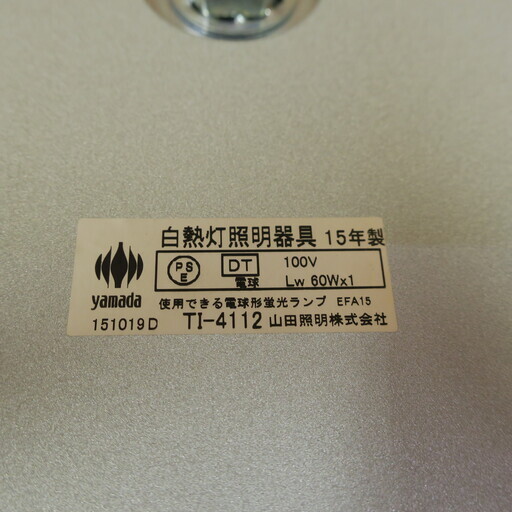 白熱灯照明器具 15年製
PS
E
DT
電球
100V
Lw 60Wx1
yamada
使用できる電球形蛍光ランプ EFA15
151019D TI-4112 山田照明株式会社